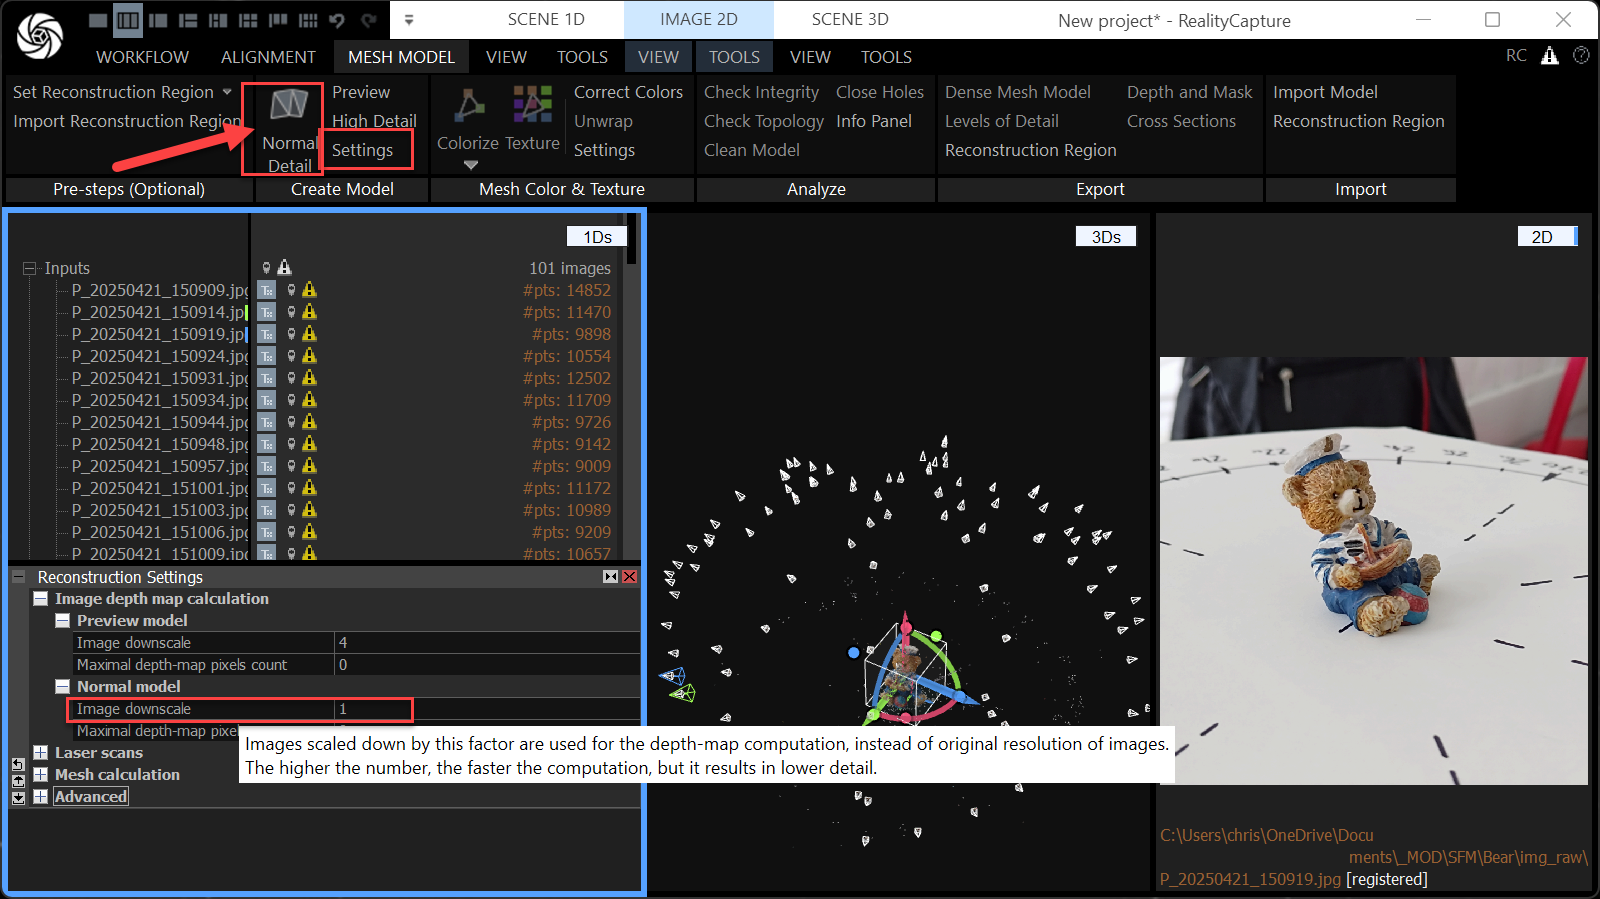 SCENE 1D IMAGE 2D SCENE 3D New project* - RealityCapture
WORKFLOW ALIGNMENT MESH MODEL VIEW TOOLS VIEW TOOLS VIEW TOOLS RC
Set Reconstruction Region Preview Correct Colors Check Integrity Close Holes Dense Mesh Model Depth and Mask Import Model
Import Reconstruction Region High Detail Unwrap Check Topology Info Panel Levels of Detail Cross Sections Reconstruction Region
Normal Settings Colorize Texture Settings Clean Model Reconstruction Region
Detail
Pre-steps (Optional) Create Model Mesh Color & Texture Analyze Export Import
1Ds 3Ds 2D
Inputs 101 images
P_20250421_150909.jpg #pts: 14852
P_20250421_150914.jpg #pts: 11470
P_20250421_150919.jpg #pts: 9898
P_20250421_150924.jpg #pts: 10554
P_20250421_150931.jpg #pts: 12502
P_20250421_150934.jpg #pts: 11709
P_20250421_150944.jpg #pts: 9726
P_20250421_150948.jpg #pts: 9142
P_20250421_150957.jpg #pts: 9009
P_20250421_151001.jpg #pts: 11172
P_20250421_151003.jpg #pts: 10989
P_20250421_151006.jpg #pts: 9209
P_20250421_151009.jpg #pts: 10657
Reconstruction Settings
Image depth map calculation
Preview model
Image downscale 4
Maximal depth-map pixels count 0
Normal model
Image downscale 1
Maximal depth-map pixel
Images scaled down by this factor are used for the depth-map computation, instead of original resolution of images.
The higher the number, the faster the computation, but it results in lower detail.
Laser scans
Mesh calculation
Advanced
C:\Users\chris\OneDrive\Docu
ments\_MOD\SFM\Bear\img_raw\
P_20250421_150919.jpg [registered]